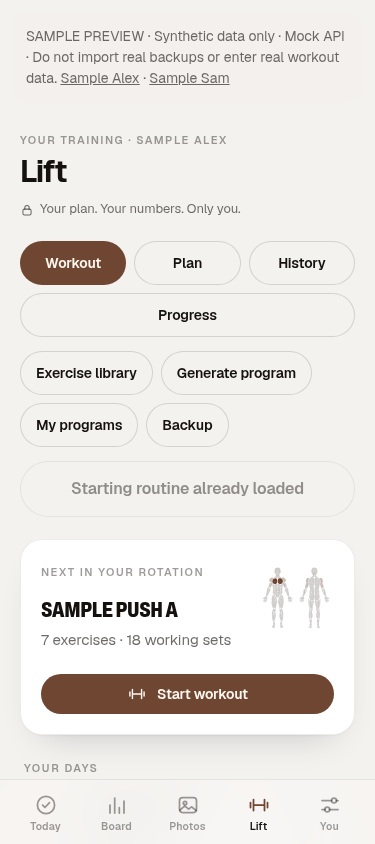 SAMPLE PREVIEW · Synthetic data only · Mock API
· Do not import real backups or enter real workout
data. Sample Alex · Sample Sam
YOUR TRAINING · SAMPLE ALEX
Lift
Your plan. Your numbers. Only you.
Workout
Plan
History
Progress
Exercise library
Generate program
My programs
Backup
Starting routine already loaded
NEXT IN YOUR ROTATION
SAMPLE PUSH A
7 exercises · 18 working sets
Start workout
YOUR DAYS
Today
Board
Photos
Lift
You